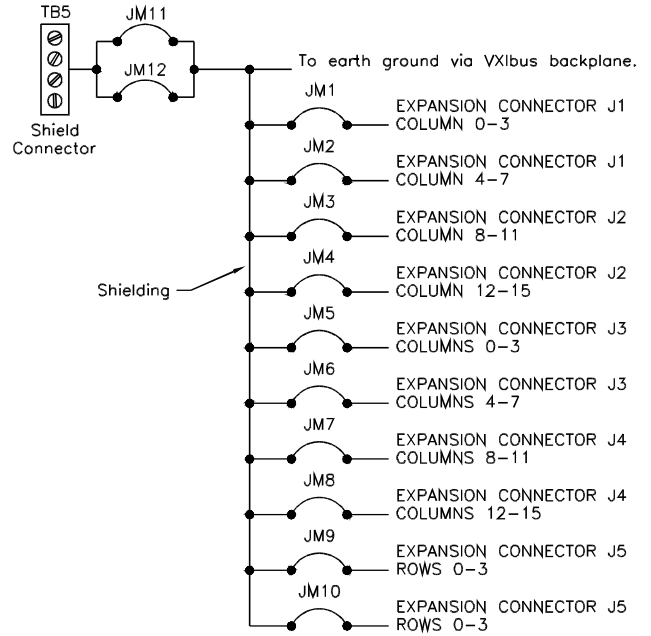 TB5
JM11
JM12
Shield
Connector
To earth ground via VXIbus backplane.
JM1
EXPANSION CONNECTOR J1
COLUMN 0-3
JM2
EXPANSION CONNECTOR J1
COLUMN 4-7
JM3
EXPANSION CONNECTOR J2
COLUMN 8-11
JM4
EXPANSION CONNECTOR J2
COLUMN 12-15
Shielding
JM5
EXPANSION CONNECTOR J3
COLUMNS 0-3
JM6
EXPANSION CONNECTOR J3
COLUMNS 4-7
JM7
EXPANSION CONNECTOR J4
COLUMNS 8-11
JM8
EXPANSION CONNECTOR J4
COLUMNS 12-15
JM9
EXPANSION CONNECTOR J5
ROWS 0-3
JM10
EXPANSION CONNECTOR J5
ROWS 0-3